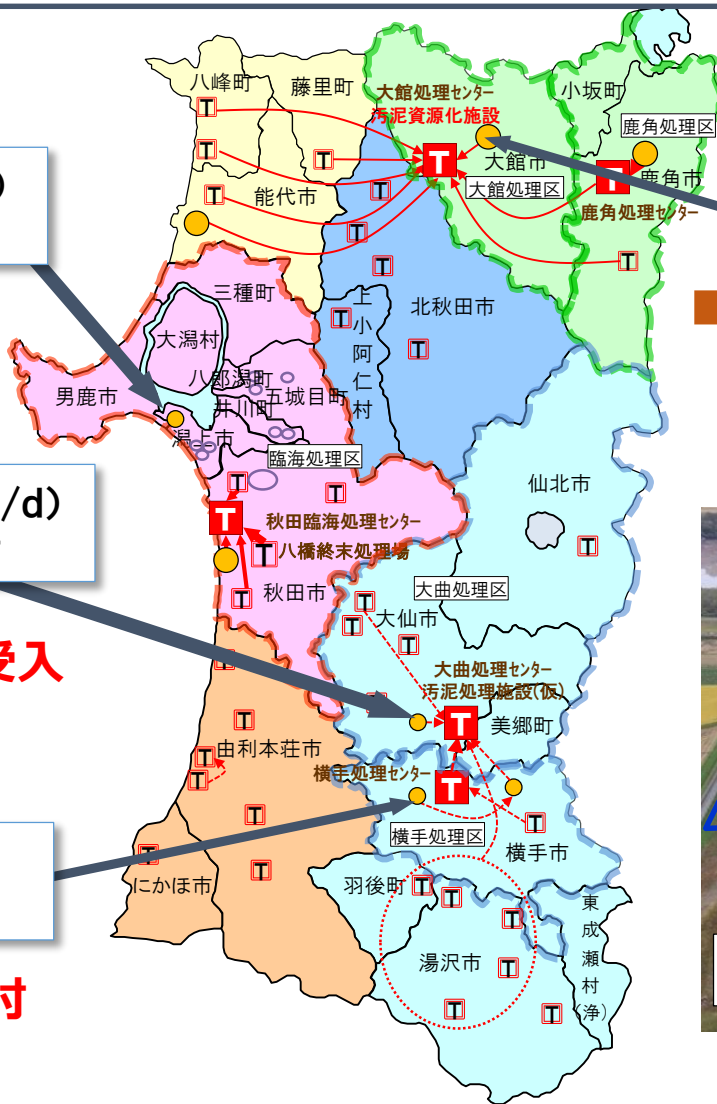 八峰町
藤里町
大館処理センター
汚泥資源化施設
小坂町
鹿角処理区
T
T
T
大館市
T
鹿角市
大館処理区
鹿角処理センター
T
T
能代市
T
T
T
T
三種町
北秋田市
上小阿仁村
T
T
大潟村
八郎潟町
五城目町
男鹿市
井川町
潟上市
臨海処理区
仙北市
/d)
T
T
T
秋田臨海処理センター
T
八橋終末処理場
T
大曲処理区
秋田市
T
T
大仙市
T
T
受入
T
大曲処理センター
汚泥処理施設(仮)
T
T
美郷町
T
由利本荘市
T
T
横手処理センター
T
T
T
横手処理区
横手市
T
T
にかほ市
羽後町
T
T
T
東成瀬村(浄)
湯沢市
T
T
T
付